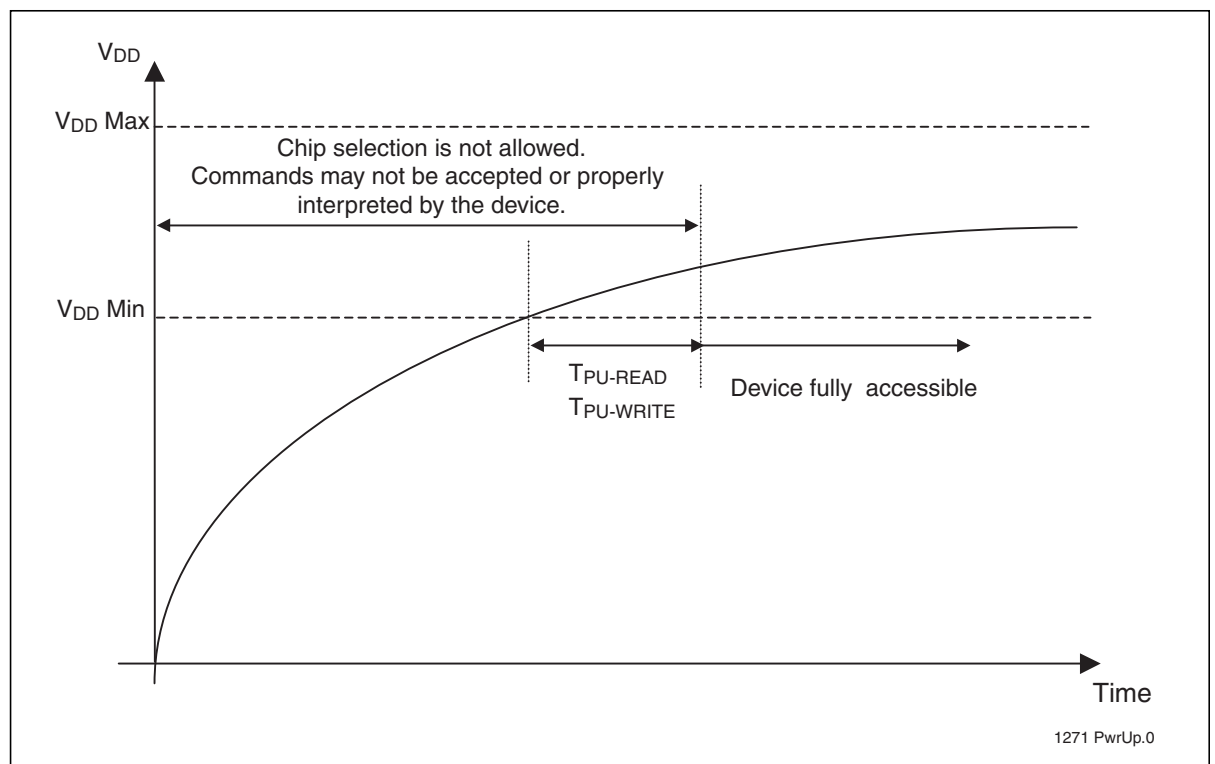 VDD
VDD Max
Chip selection is not allowed.
Commands may not be accepted or properly
interpreted by the device.
VDD Min
TPU-READ
TPU-WRITE
Device fully accessible
Time
1271 PwrUp.0